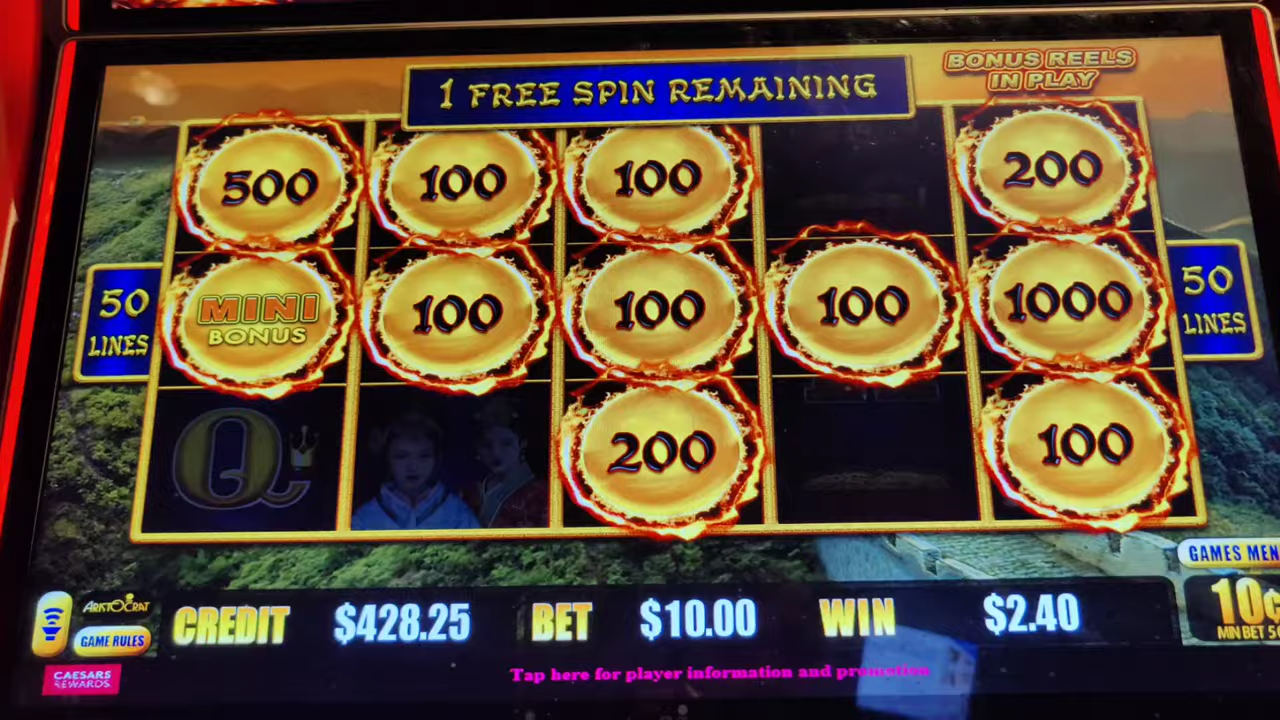 BONUS REELS
IN PLAY
1 FREE SPIN REMAINING
500
100
100
200
MINI
BONUS
100
100
100
1000
50
LINES
50
LINES
Q
200
100
GAMES MEN
ARISTOCRAT
GAME RULES
CREDIT
$428.25
BET
$10.00
WIN
$2.40
10¢
MIN BET
CAESARS
REWARDS
Tap here for player information and promotion